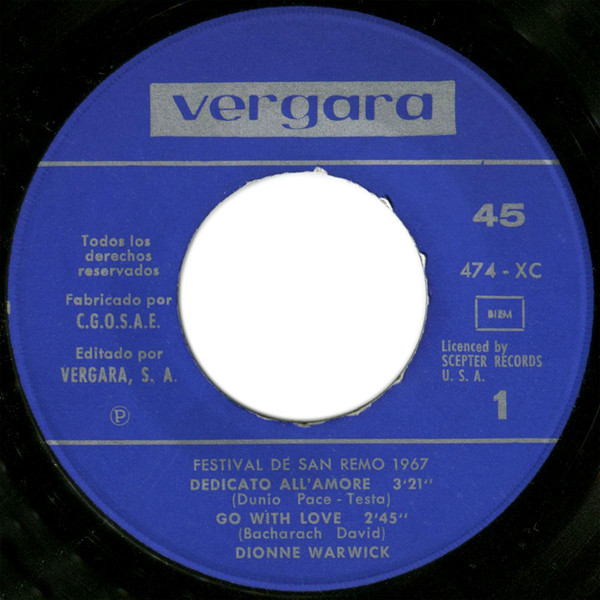 vergara
45
474 - XC
BIEM
Todos los
derechos
reservados
Fabricado por
C.G.O.S.A.E.
Editado por
VERGARA, S. A.
Ⓟ
Licenced by
SCEPTER RECORDS
U. S. A.
1
FESTIVAL DE SAN REMO 1967
DEDICATO ALL'AMORE 3'21"
(Dunio Pace - Testa)
GO WITH LOVE 2'45"
(Bacharach David)
DIONNE WARWICK